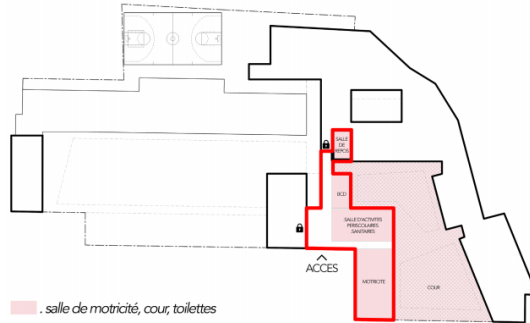 SALLE
DE
REPOS
BCD
SALLE D'ACTIVITES
PERISCOLAIRES
SANITAIRES
ACCES
MOTRICITE
COUR
. salle de motricité, cour, toilettes